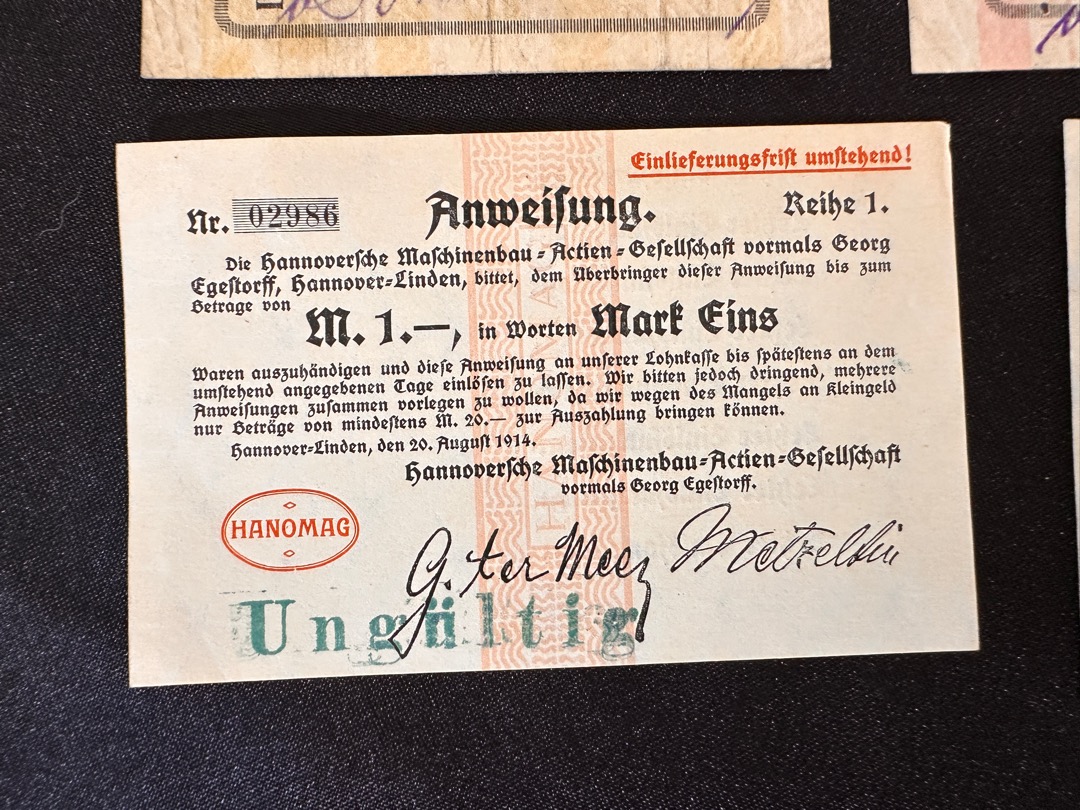 Einlieferungsfrist umstehend!
Nr. 02986 Anweisung. Reihe 1.
Die Hannoversche Maschinenbau-Actien-Gesellschaft vormals Georg
Egestorff, Hannover-Linden, bittet, dem Überbringer dieser Anweisung bis zum
Betrage von
M. 1.—, in Worten Mark Eins
Waren auszuhändigen und diese Anweisung an unserer Lohnkasse bis spätestens an dem
umstehend angegebenen Tage einlösen zu lassen. Wir bitten jedoch dringend, mehrere
Anweisungen zusammen vorlegen zu wollen, da wir wegen des Mangels an Kleingeld
nur Beträge von mindestens M. 20.— zur Auszahlung bringen können.
Hannover-Linden, den 20. August 1914.
Hannoversche Maschinenbau-Actien-Gesellschaft
vormals Georg Egestorff.
HANOMAG
G. ter Meer Metzeltin
Ungültig
HANOMAG